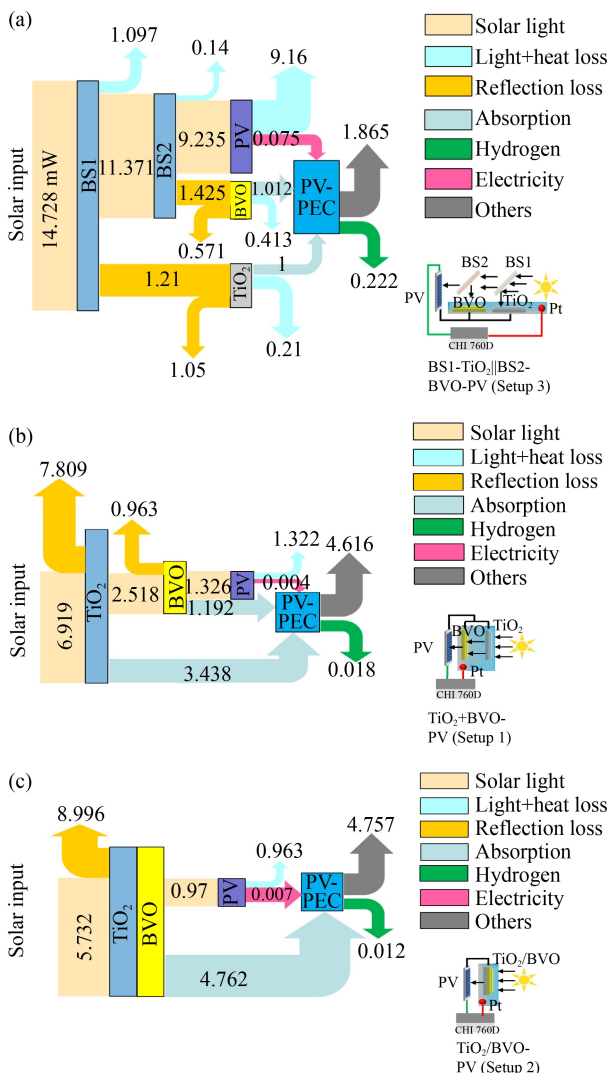 (a)
1.097
0.14
9.16
Solar light
Light+heat loss
Reflection loss
Absorption
Hydrogen
Electricity
Others
Solar input
14.728 mW
BS1
11.371
BS2
9.235
PV
0.075
1.865
1.425
BVO
1.012
PV-
PEC
0.571
0.413
1.21
TiO₂
1
0.222
1.05
0.21
BS2
BS1
PV
BVO
TiO₂
Pt
CHI 760D
BS1-TiO₂||BS2-
BVO-PV (Setup 3)
(b)
7.809
0.963
1.322
4.616
Solar light
Light+heat loss
Reflection loss
Absorption
Hydrogen
Electricity
Others
Solar input
6.919
TiO₂
2.518
BVO
1.326
PV
0.004
1.192
PV-
PEC
3.438
0.018
PV
BVO
TiO₂
Pt
CHI 760D
TiO₂+BVO-
PV (Setup 1)
(c)
8.996
0.963
4.757
Solar light
Light+heat loss
Reflection loss
Absorption
Hydrogen
Electricity
Others
Solar input
5.732
TiO₂
BVO
0.97
PV
0.007
PV-
PEC
4.762
0.012
TiO₂/BVO
PV
Pt
CHI 760D
TiO₂/BVO-
PV (Setup 2)